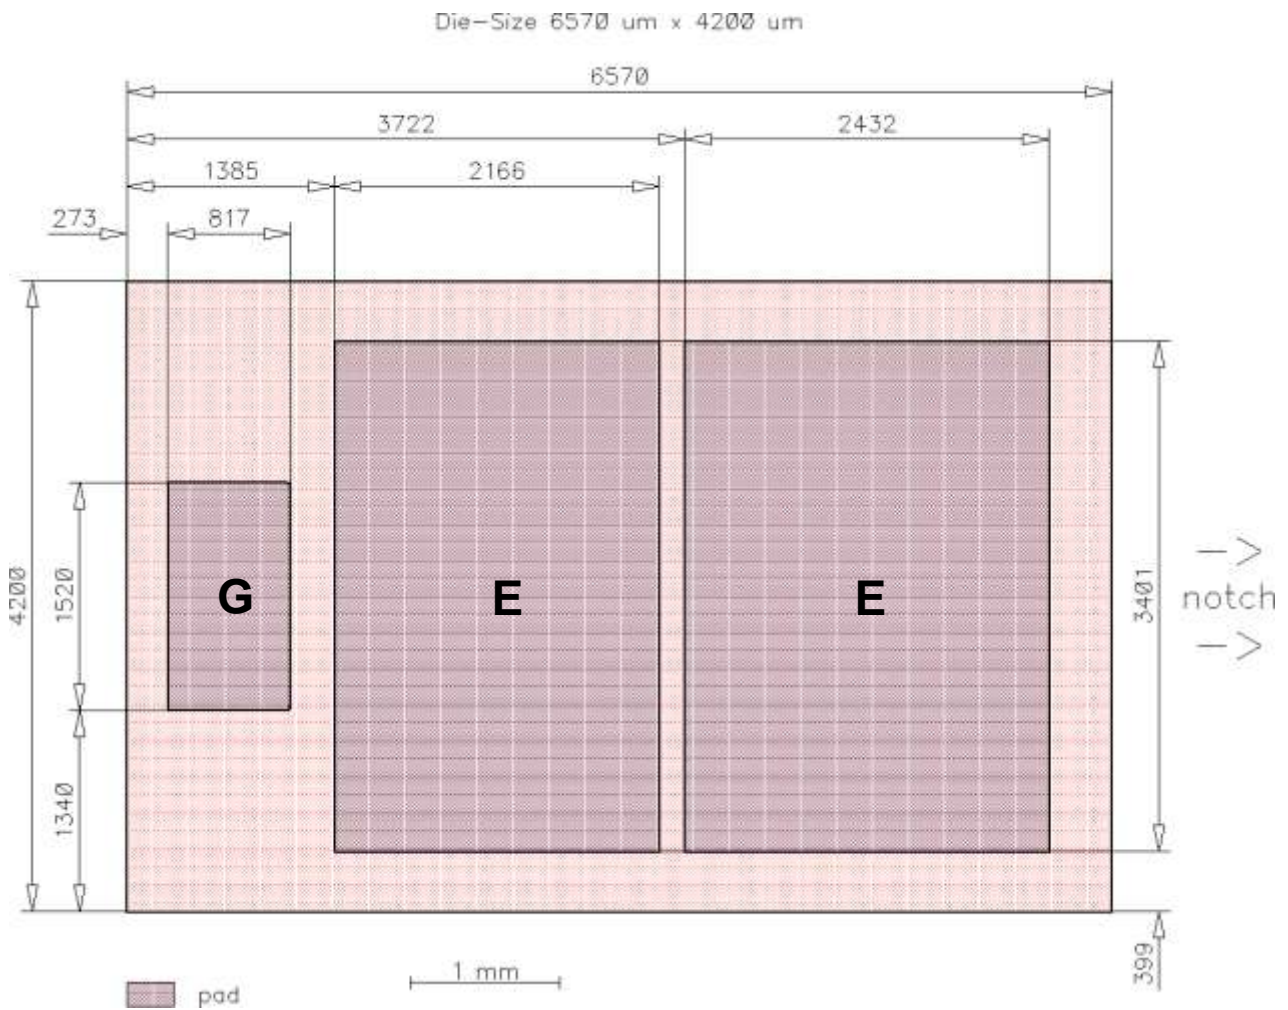 Die-Size 6570 um x 4200 um
6570
3722 2432
1385 2166
273 817
4200
1520
1340
G E E
3401
-->
notch
-->
399
1 mm
pad